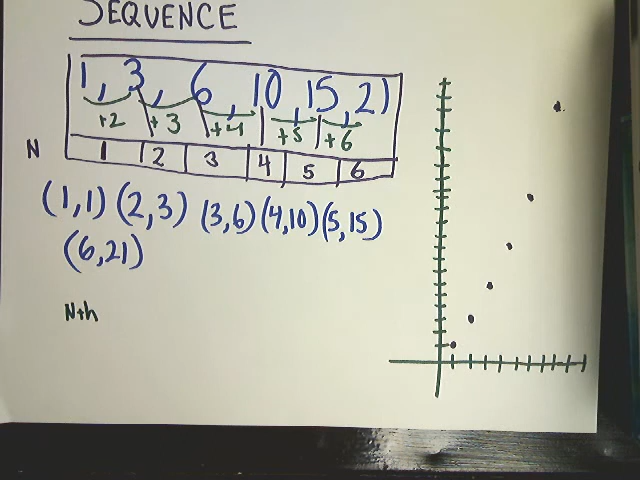 SEQUENCE
1, 3, 6, 10, 15, 21
+2 +3 +4 +5 +6
N 1 2 3 4 5 6
(1,1) (2,3) (3,6) (4,10) (5,15)
(6,21)
Nth